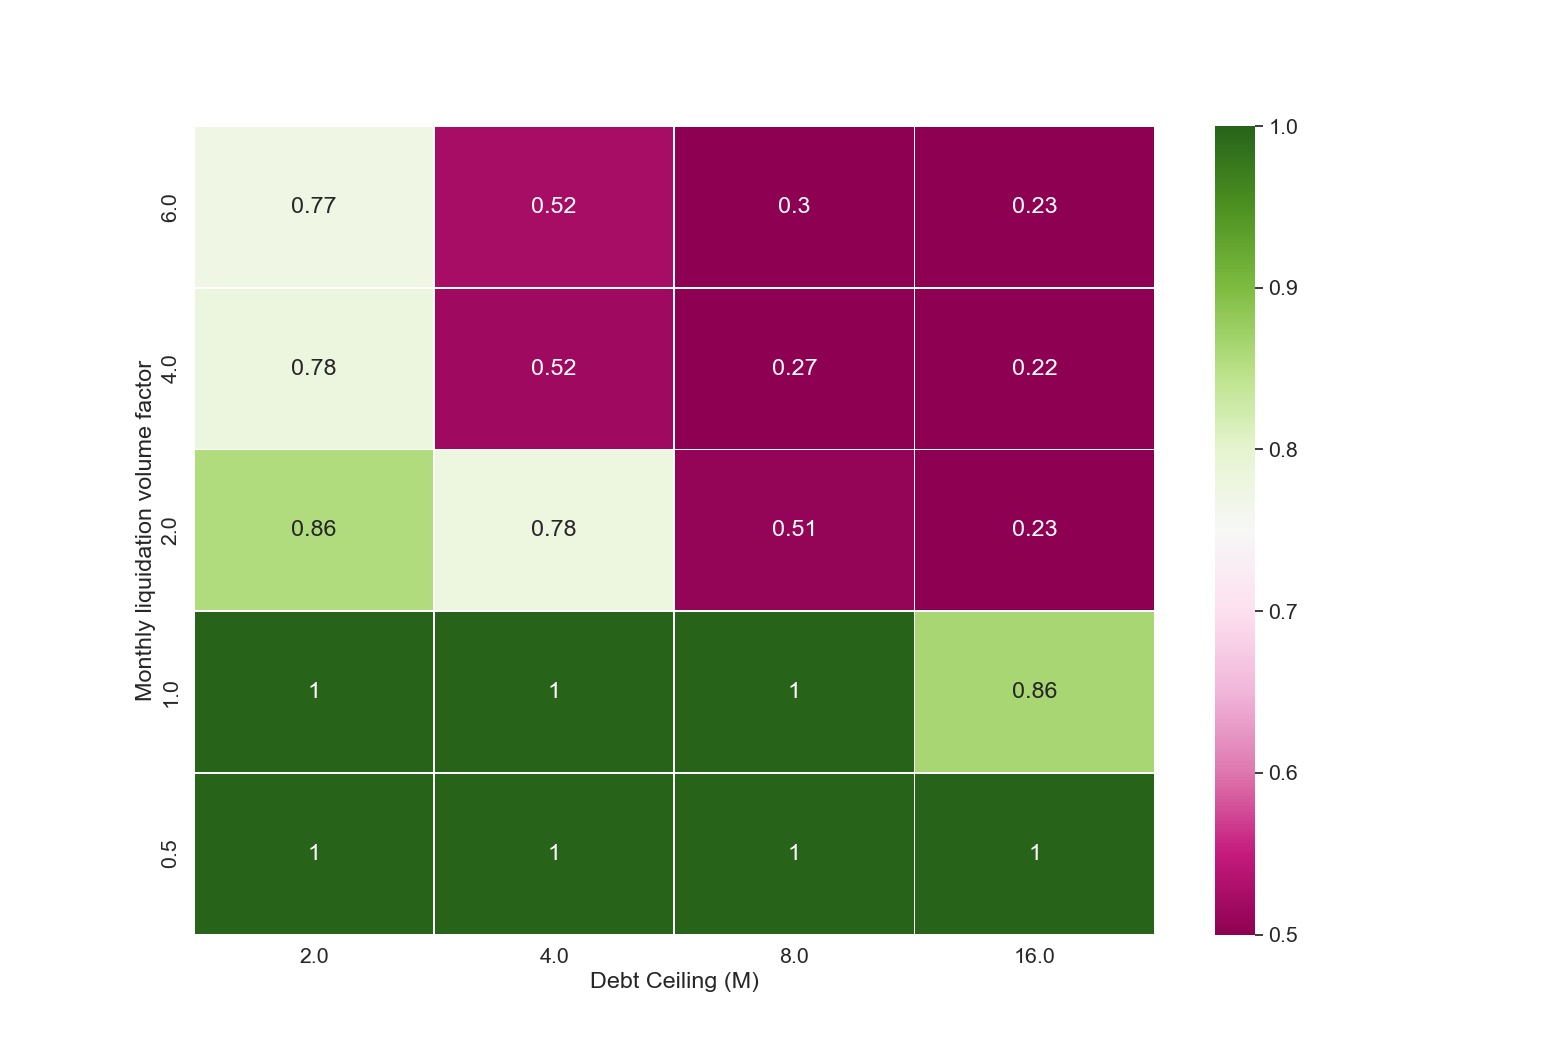 1.0
6.0 0.77 0.52 0.3 0.23
0.9
4.0 0.78 0.52 0.27 0.22
0.8
Monthly liquidation volume factor
2.0 0.86 0.78 0.51 0.23
0.7
1.0 1 1 1 0.86
0.6
0.5 1 1 1 1
0.5
2.0 4.0 8.0 16.0
Debt Ceiling (M)